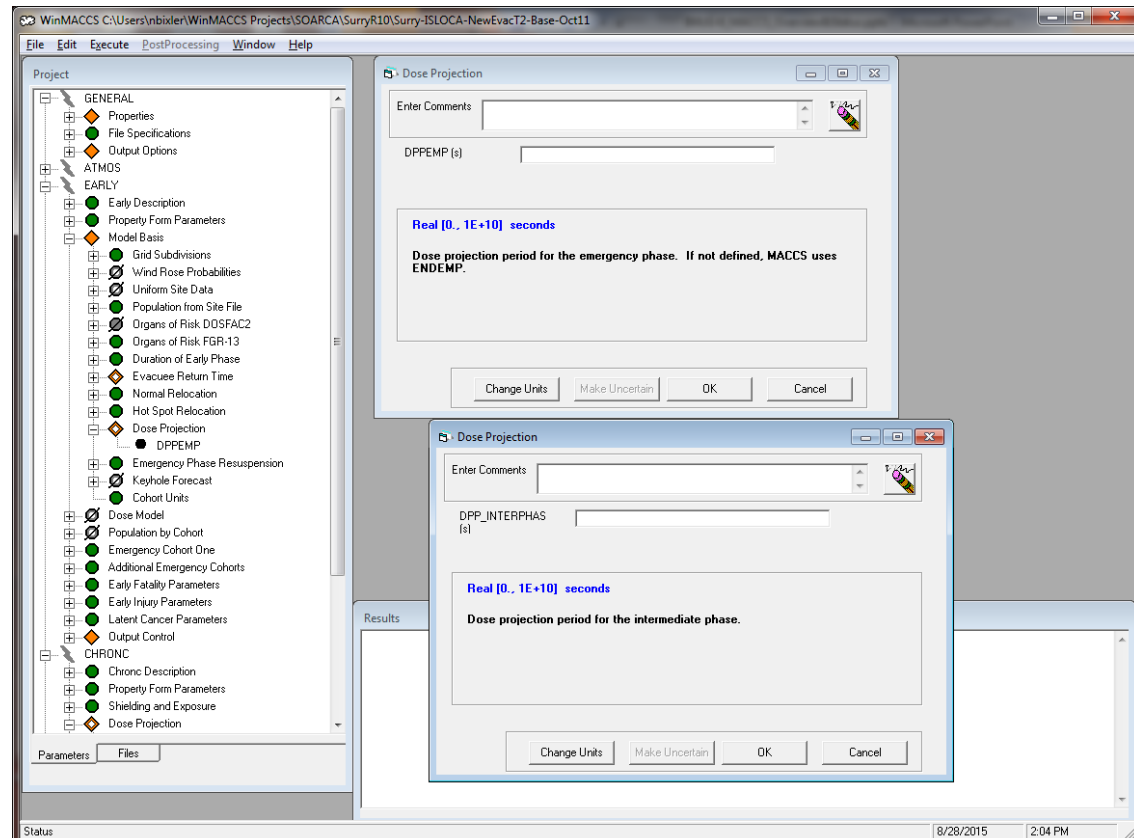 WinMACCS C:\Users\nbixler\WinMACCS Projects\SOARCA\SurryR10\Surry-ISLOCA-NewEvacT2-Base-Oct11
File Edit Execute PostProcessing Window Help
Project
GENERAL
Properties
File Specifications
Output Options
ATMOS
EARLY
Early Description
Property Form Parameters
Model Basis
Grid Subdivisions
Wind Rose Probabilities
Uniform Site Data
Population from Site File
Organs of Risk DOSFAC2
Organs of Risk FGR-13
Duration of Early Phase
Evacuee Return Time
Normal Relocation
Hot Spot Relocation
Dose Projection
DPPEMP
Emergency Phase Resuspension
Keyhole Forecast
Cohort Units
Dose Model
Population by Cohort
Emergency Cohort One
Additional Emergency Cohorts
Early Fatality Parameters
Early Injury Parameters
Latent Cancer Parameters
Output Control
CHRONC
Chronc Description
Property Form Parameters
Shielding and Exposure
Dose Projection
Parameters Files
Dose Projection
Enter Comments
DPPEMP (s)
Real [0., 1E+10] seconds
Dose projection period for the emergency phase. If not defined, MACCS uses
ENDEMP.
Change Units Make Uncertain OK Cancel
Dose Projection
Enter Comments
DPP_INTERPHAS
(s)
Real [0., 1E+10] seconds
Dose projection period for the intermediate phase.
Change Units Make Uncertain OK Cancel
Results
Status 8/28/2015 2:04 PM